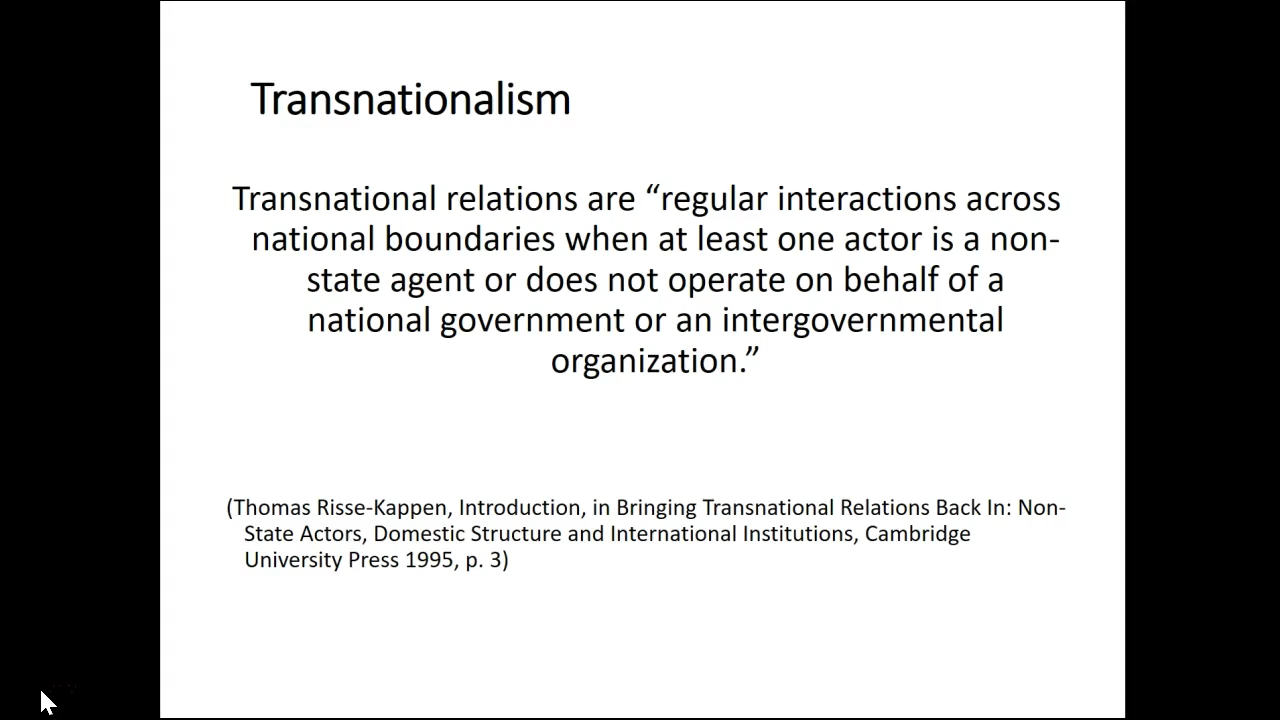 Transnationalism
Transnational relations are “regular interactions across
national boundaries when at least one actor is a non-
state agent or does not operate on behalf of a
national government or an intergovernmental
organization.”
(Thomas Risse-Kappen, Introduction, in Bringing Transnational Relations Back In: Non-
State Actors, Domestic Structure and International Institutions, Cambridge
University Press 1995, p. 3)